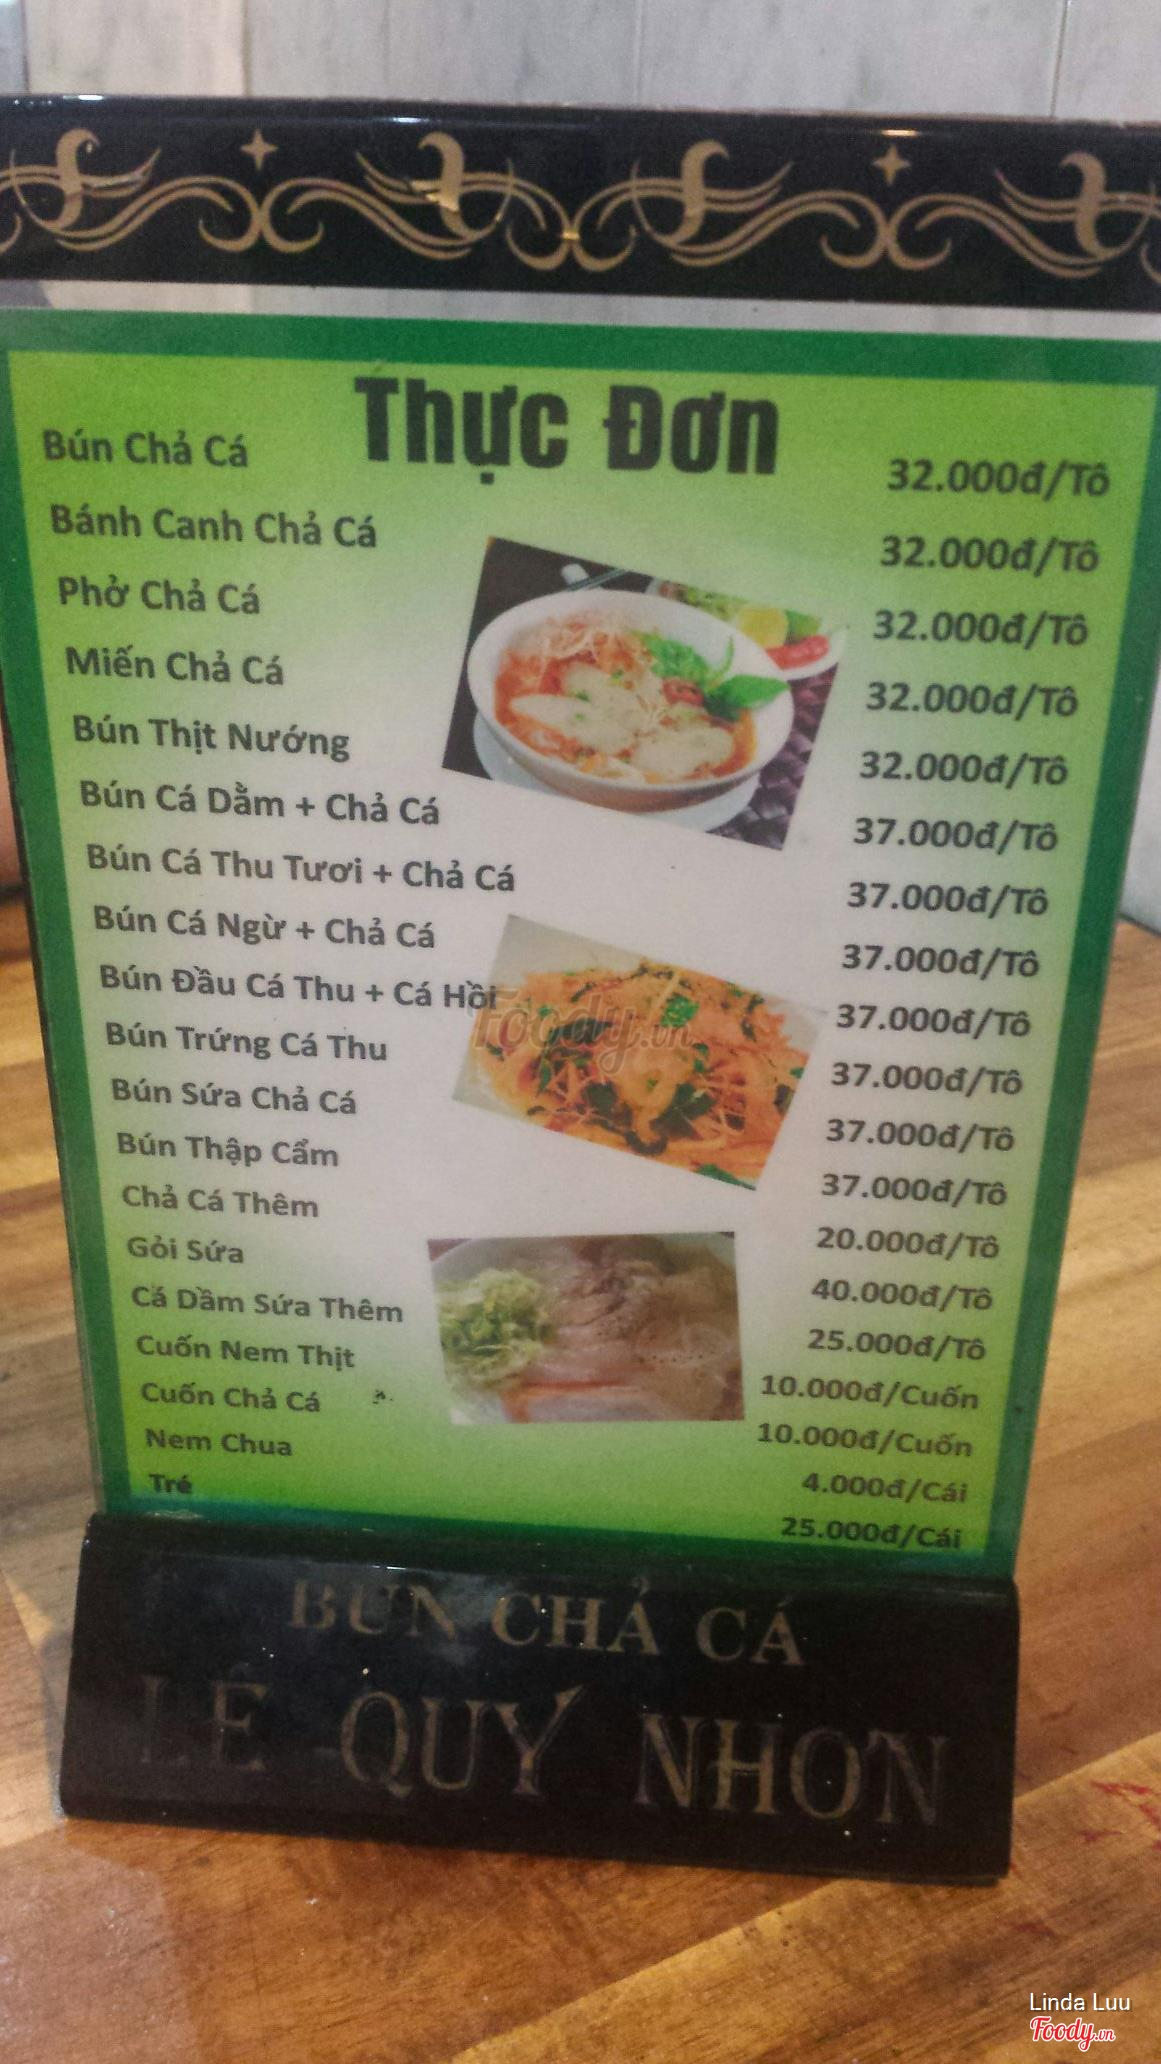 Thực Đơn
Bún Chả Cá 32.000đ/Tô
Bánh Canh Chả Cá 32.000đ/Tô
Phở Chả Cá 32.000đ/Tô
Miến Chả Cá 32.000đ/Tô
Bún Thịt Nướng 32.000đ/Tô
Bún Cá Dằm + Chả Cá 37.000đ/Tô
Bún Cá Thu Tươi + Chả Cá 37.000đ/Tô
Bún Cá Ngừ + Chả Cá 37.000đ/Tô
Bún Đầu Cá Thu + Cá Hồi 37.000đ/Tô
Bún Trứng Cá Thu 37.000đ/Tô
Bún Sứa Chả Cá 37.000đ/Tô
Bún Thập Cẩm 37.000đ/Tô
Chả Cá Thêm 20.000đ/Tô
Gỏi Sứa 40.000đ/Tô
Cá Dầm Sứa Thêm 25.000đ/Tô
Cuốn Nem Thịt 10.000đ/Cuốn
Cuốn Chả Cá 10.000đ/Cuốn
Nem Chua 4.000đ/Cái
Tré 25.000đ/Cái
Foody.vn
BÚN CHẢ CÁ
LÊ QUÝ NHƠN
Linda Luu
Foody.vn